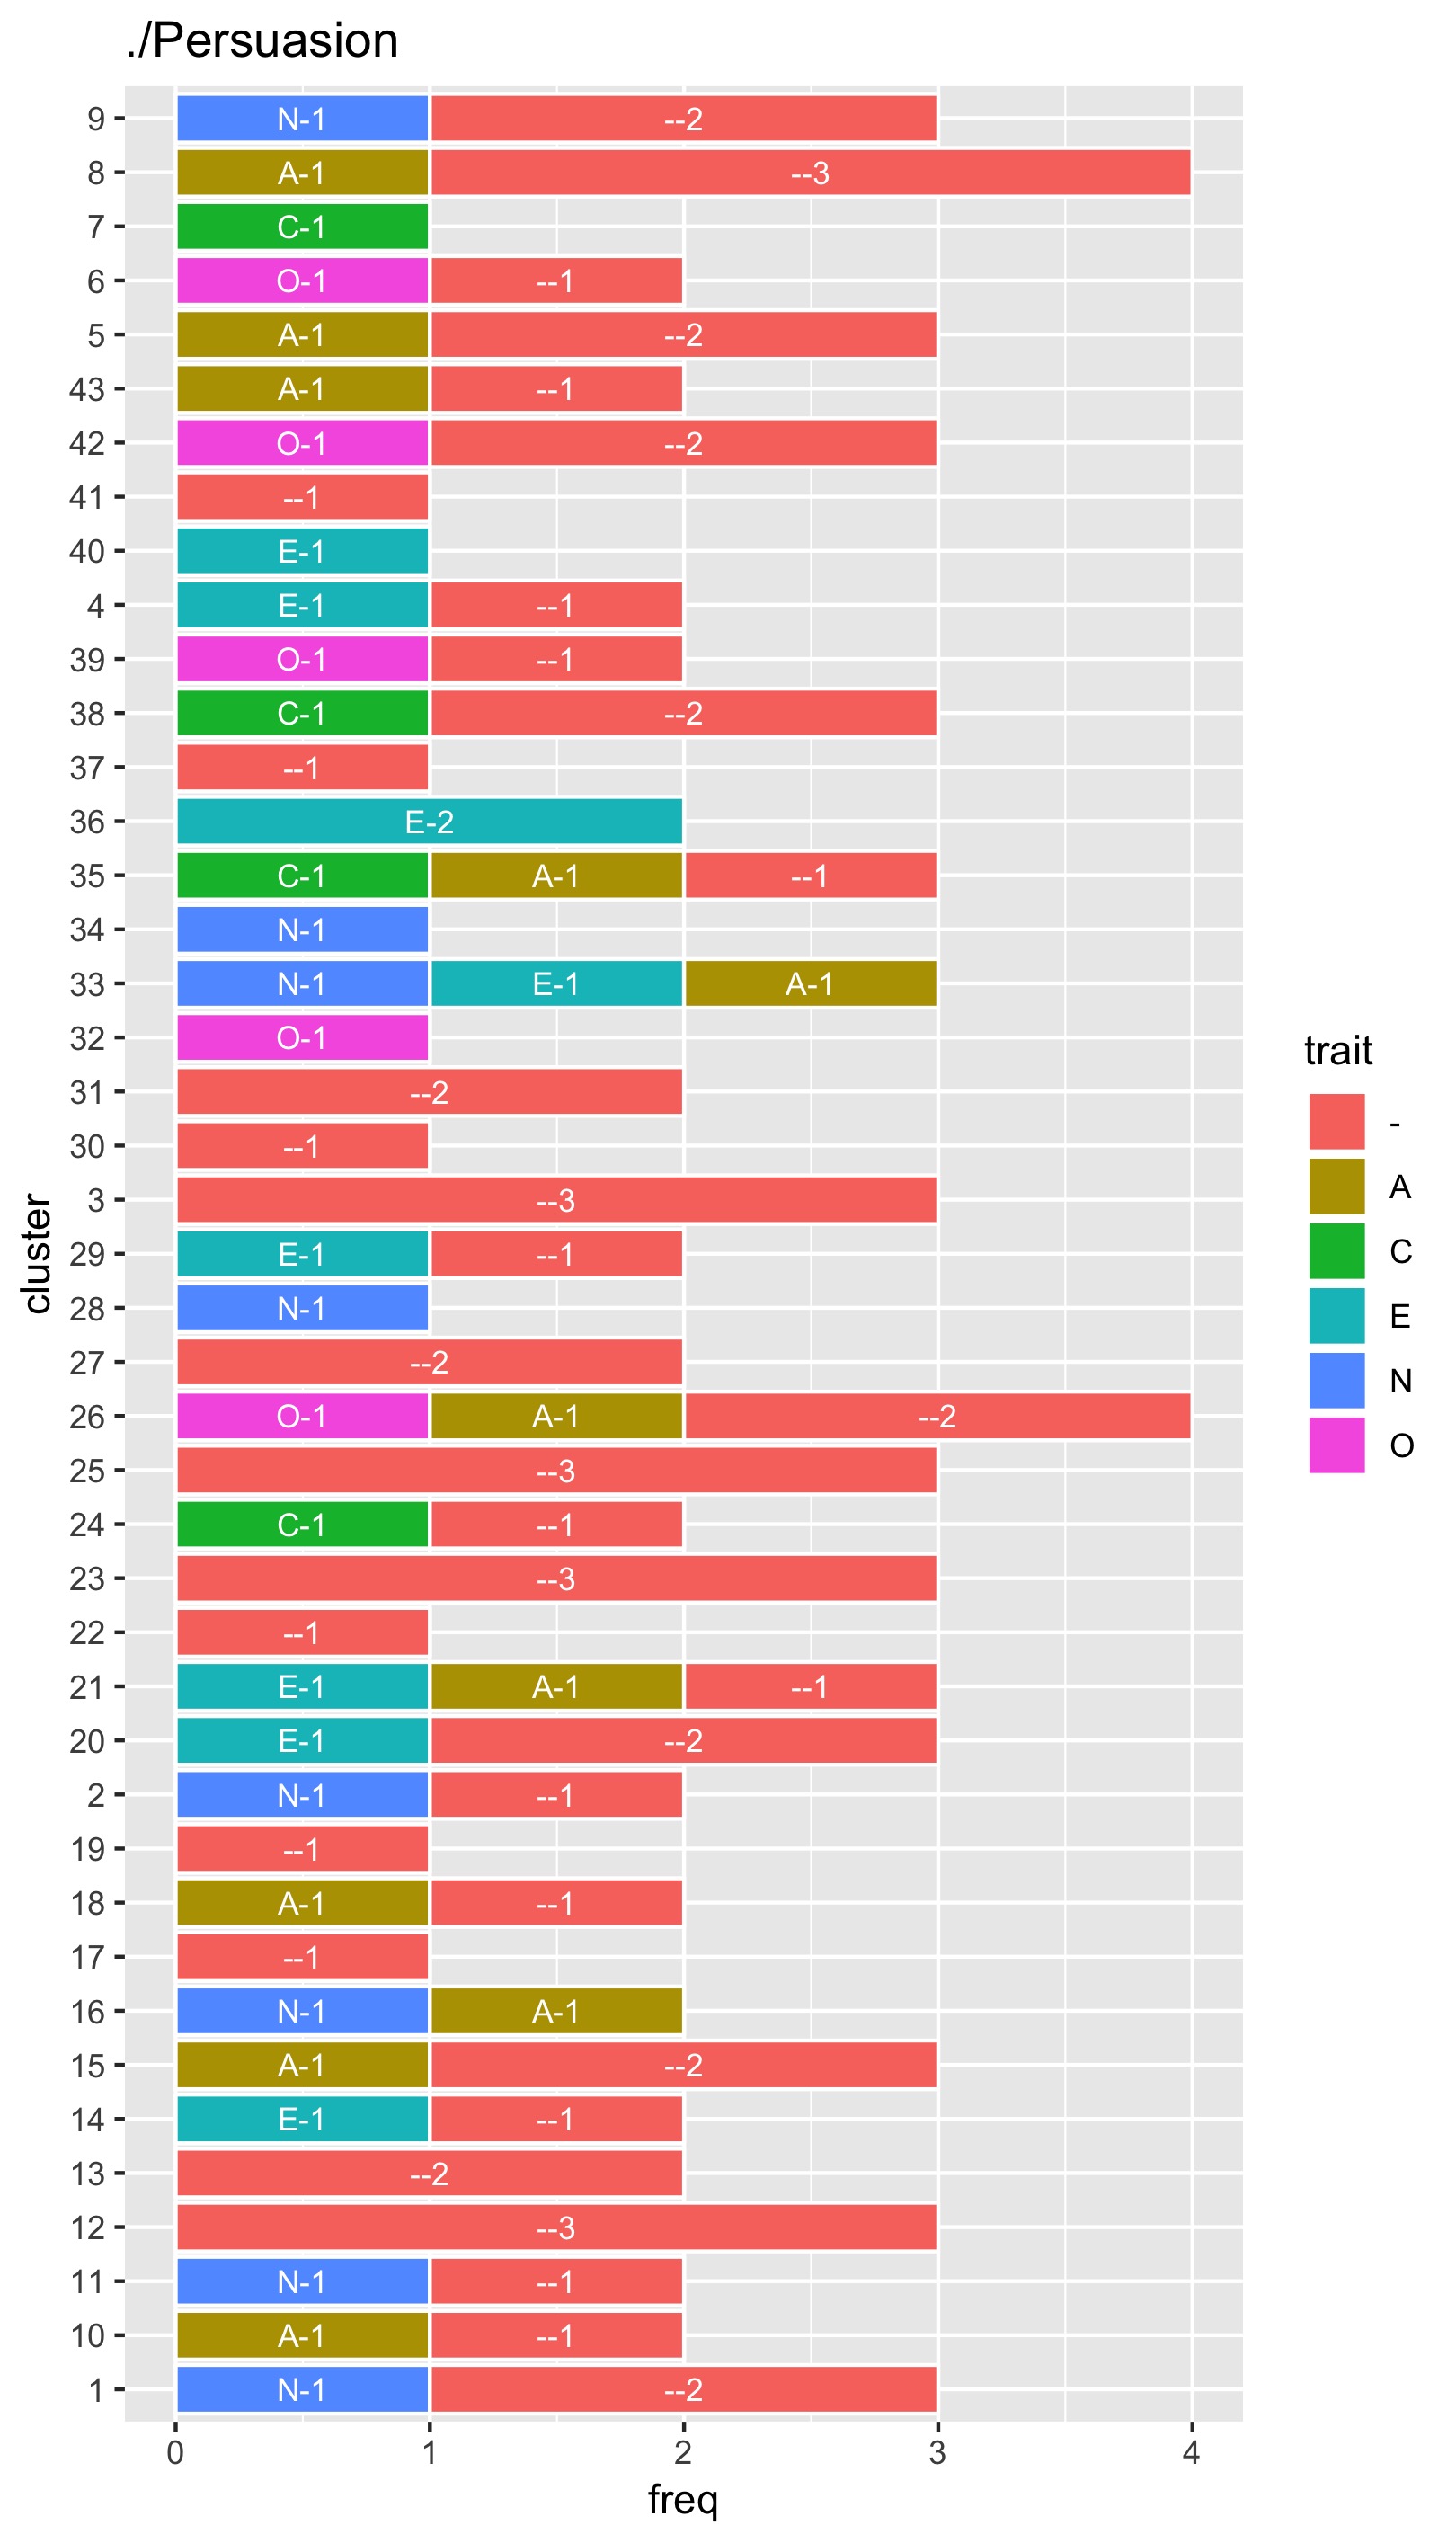 ./Persuasion
9 N-1 --2
8 A-1 --3
7 C-1
6 O-1 --1
5 A-1 --2
43 A-1 --1
42 O-1 --2
41 --1
40 E-1
4 E-1 --1
39 O-1 --1
38 C-1 --2
37 --1
36 E-2
35 C-1 A-1 --1
34 N-1
33 N-1 E-1 A-1
32 O-1
31 --2
30 --1
3 --3
29 E-1 --1
28 N-1
27 --2
26 O-1 A-1 --2
25 --3
24 C-1 --1
23 --3
22 --1
21 E-1 A-1 --1
20 E-1 --2
2 N-1 --1
19 --1
18 A-1 --1
17 --1
16 N-1 A-1
15 A-1 --2
14 E-1 --1
13 --2
12 --3
11 N-1 --1
10 A-1 --1
1 N-1 --2
0 1 2 3 4
freq
cluster
trait
-
A
C
E
N
O